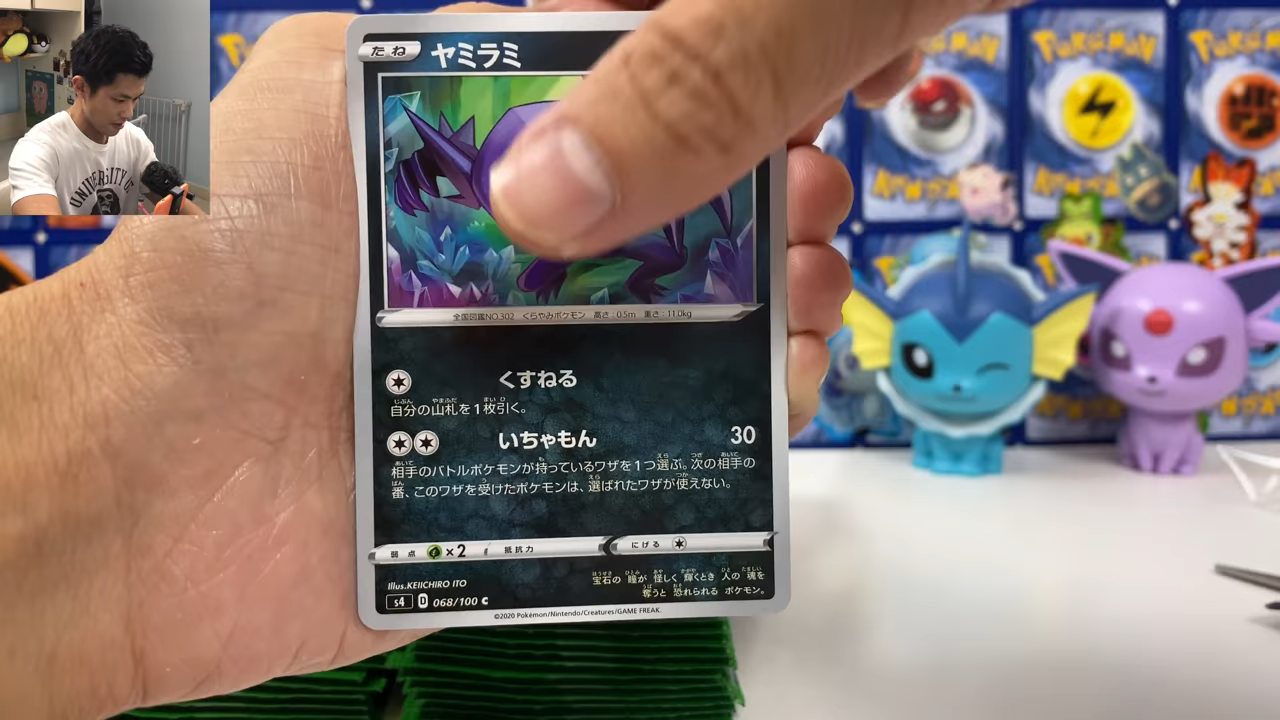 たね ヤミラミ
全国図鑑NO.302 くらやみポケモン 高さ:0.5m 重さ:11.0kg
くすねる
自分の山札を1枚引く。
いちゃもん 30
相手のバトルポケモンが持っているワザを1つ選ぶ。次の相手の
番、このワザを受けたポケモンは、選ばれたワザが使えない。
弱点 ×2 抵抗力 にげる
Illus.KEIICHIRO ITO
宝石の 瞳が 怪しく 輝くとき 人の 魂を
奪うと 恐れられる ポケモン。
s4 D 068/100 C
©2020 Pokémon/Nintendo/Creatures/GAME FREAK.
UNIVERSITY O
Pokémon
Pokémon
Pokémon